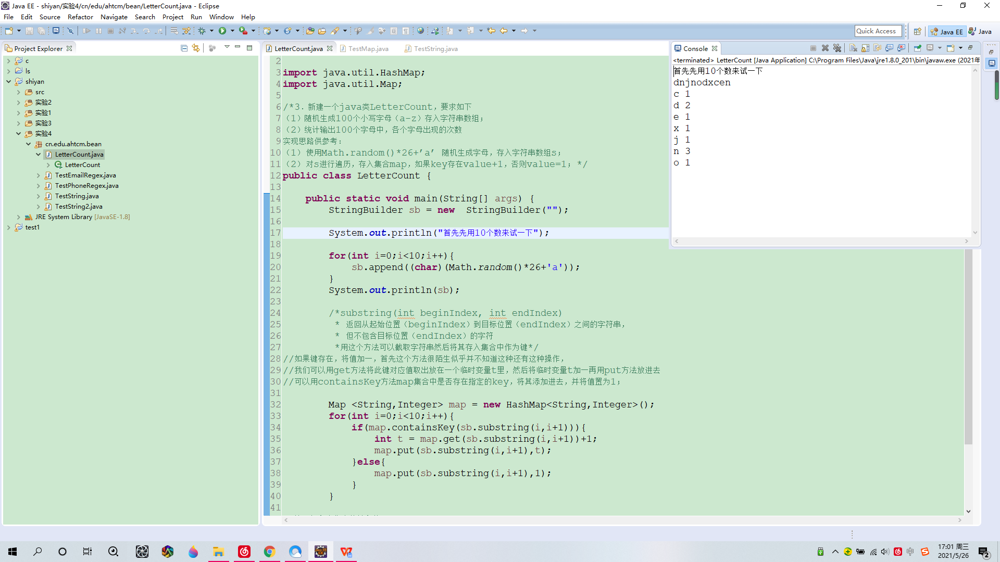 Java EE - shiyan/实验4/cn/edu/ahtcm/bean/LetterCount.java - Eclipse
File Edit Source Refactor Navigate Search Project Run Window Help
Quick Access
Java EE
Java
Project Explorer
c
ls
shiyan
src
实验2
实验1
实验3
实验4
cn.edu.ahtcm.bean
LetterCount.java
LetterCount
TestEmailRegex.java
TestPhoneRegex.java
TestString.java
TestString2.java
JRE System Library [JavaSE-1.8]
test1
LetterCount.java
TestMap.java
TestString.java
2
3 import java.util.HashMap;
4 import java.util.Map;
5
6 /*3. 新建一个java类LetterCount，要求如下
7 （1）随机生成100个小写字母（a-z）存入字符串数组；
8 （2）统计输出100个字母中，各个字母出现的次数
9 实现思路供参考：
10 （1）使用Math.random()*26+’a’ 随机生成字母，存入字符串数组s；
11 （2）对s进行遍历，存入集合map，如果key存在value+1，否则value=1；*/
12 public class LetterCount {
13
14 public static void main(String[] args) {
15 StringBuilder sb = new  StringBuilder("");
16
17 System.out.println("首先先用10个数来试一下");
18
19 for(int i=0;i<10;i++){
20 sb.append((char)(Math.random()*26+'a'));
21 }
22 System.out.println(sb);
23
24 /*substring(int beginIndex, int endIndex)
25 * 返回从起始位置（beginIndex）到目标位置（endIndex）之间的字符串，
26 * 但不包含目标位置（endIndex）的字符
27 *用这个方法可以截取字符串然后将其存入集合中作为键*/
28 //如果键存在，将值加一，首先这个方法很陌生似乎并不知道这种还有这种操作，
29 //我们可以用get方法将此键对应值取出放在一个临时变量t里，然后将临时变量t加一再用put方法放进去
30 //可以用containsKey方法map集合中是否存在指定的key，将其添加进去，并将值置为1；
31
32 Map <String,Integer> map = new HashMap<String,Integer>();
33 for(int i=0;i<10;i++){
34 if(map.containsKey(sb.substring(i,i+1))){
35 int t = map.get(sb.substring(i,i+1))+1;
36 map.put(sb.substring(i,i+1),t);
37 }else{
38 map.put(sb.substring(i,i+1),1);
39 }
40 }
41
Console
<terminated> LetterCount [Java Application] C:\Program Files\Java\jre1.8.0_201\bin\javaw.exe (2021年
首先先用10个数来试一下
dnjnodxcen
c 1
d 2
e 1
x 1
j 1
n 3
o 1
中
17:01 周三
2021/5/26
2